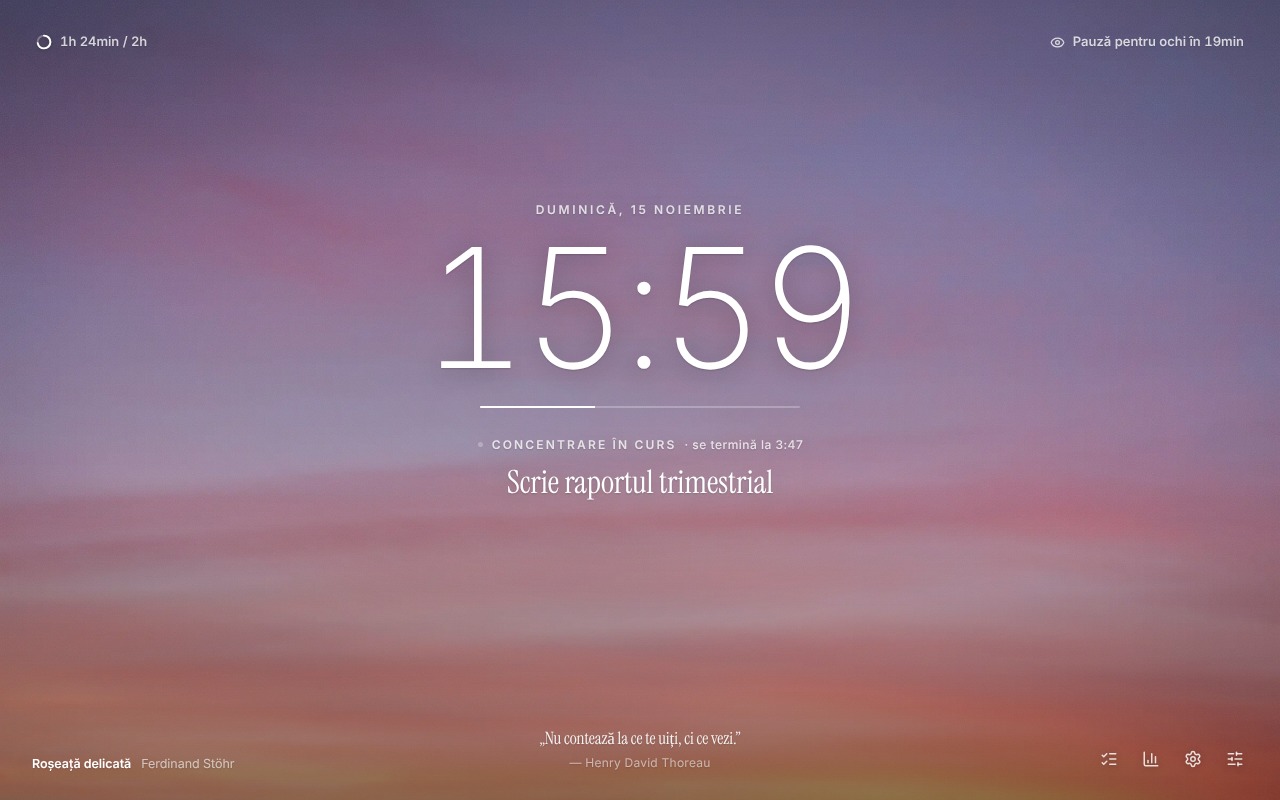 1h 24min / 2h
Pauză pentru ochi în 19min
DUMINICĂ, 15 NOIEMBRIE
15:59
CONCENTRARE ÎN CURS · se termină la 3:47
Scrie raportul trimestrial
„Nu contează la ce te uiți, ci ce vezi.”
— Henry David Thoreau
Roșeață delicată Ferdinand Stöhr